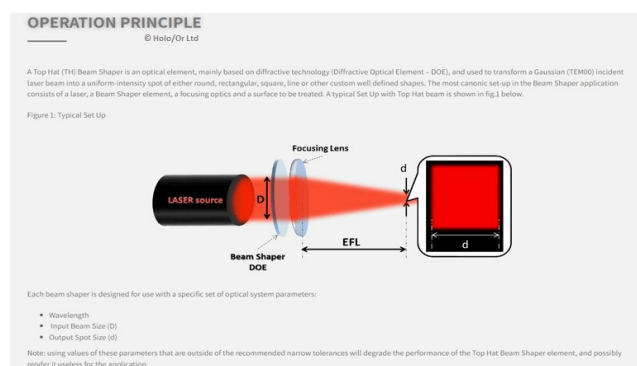 OPERATION PRINCIPLE
© Holo/Or Ltd
A Top Hat (TH) Beam Shaper is an optical element, mainly based on diffractive technology (Diffractive Optical Element – DOE), and used to transform a Gaussian (TEM00) incident
laser beam into a uniform-intensity spot of either round, rectangular, square, line or other custom well defined shapes. The most canonic set-up in the Beam Shaper application
consists of a laser, a Beam Shaper element, a focusing optics and a surface to be treated. A typical Set Up with Top Hat beam is shown in fig.1 below.
Figure 1: Typical Set Up
Focusing Lens
d
LASER source
D
d
EFL
Beam Shaper
DOE
Each beam shaper is designed for use with a specific set of optical system parameters:
▪ Wavelength
▪ Input Beam Size (D)
▪ Output Spot Size (d)
Note: using values of these parameters that are outside of the recommended narrow tolerances will degrade the performance of the Top Hat Beam Shaper element, and possibly
render it useless for the application.